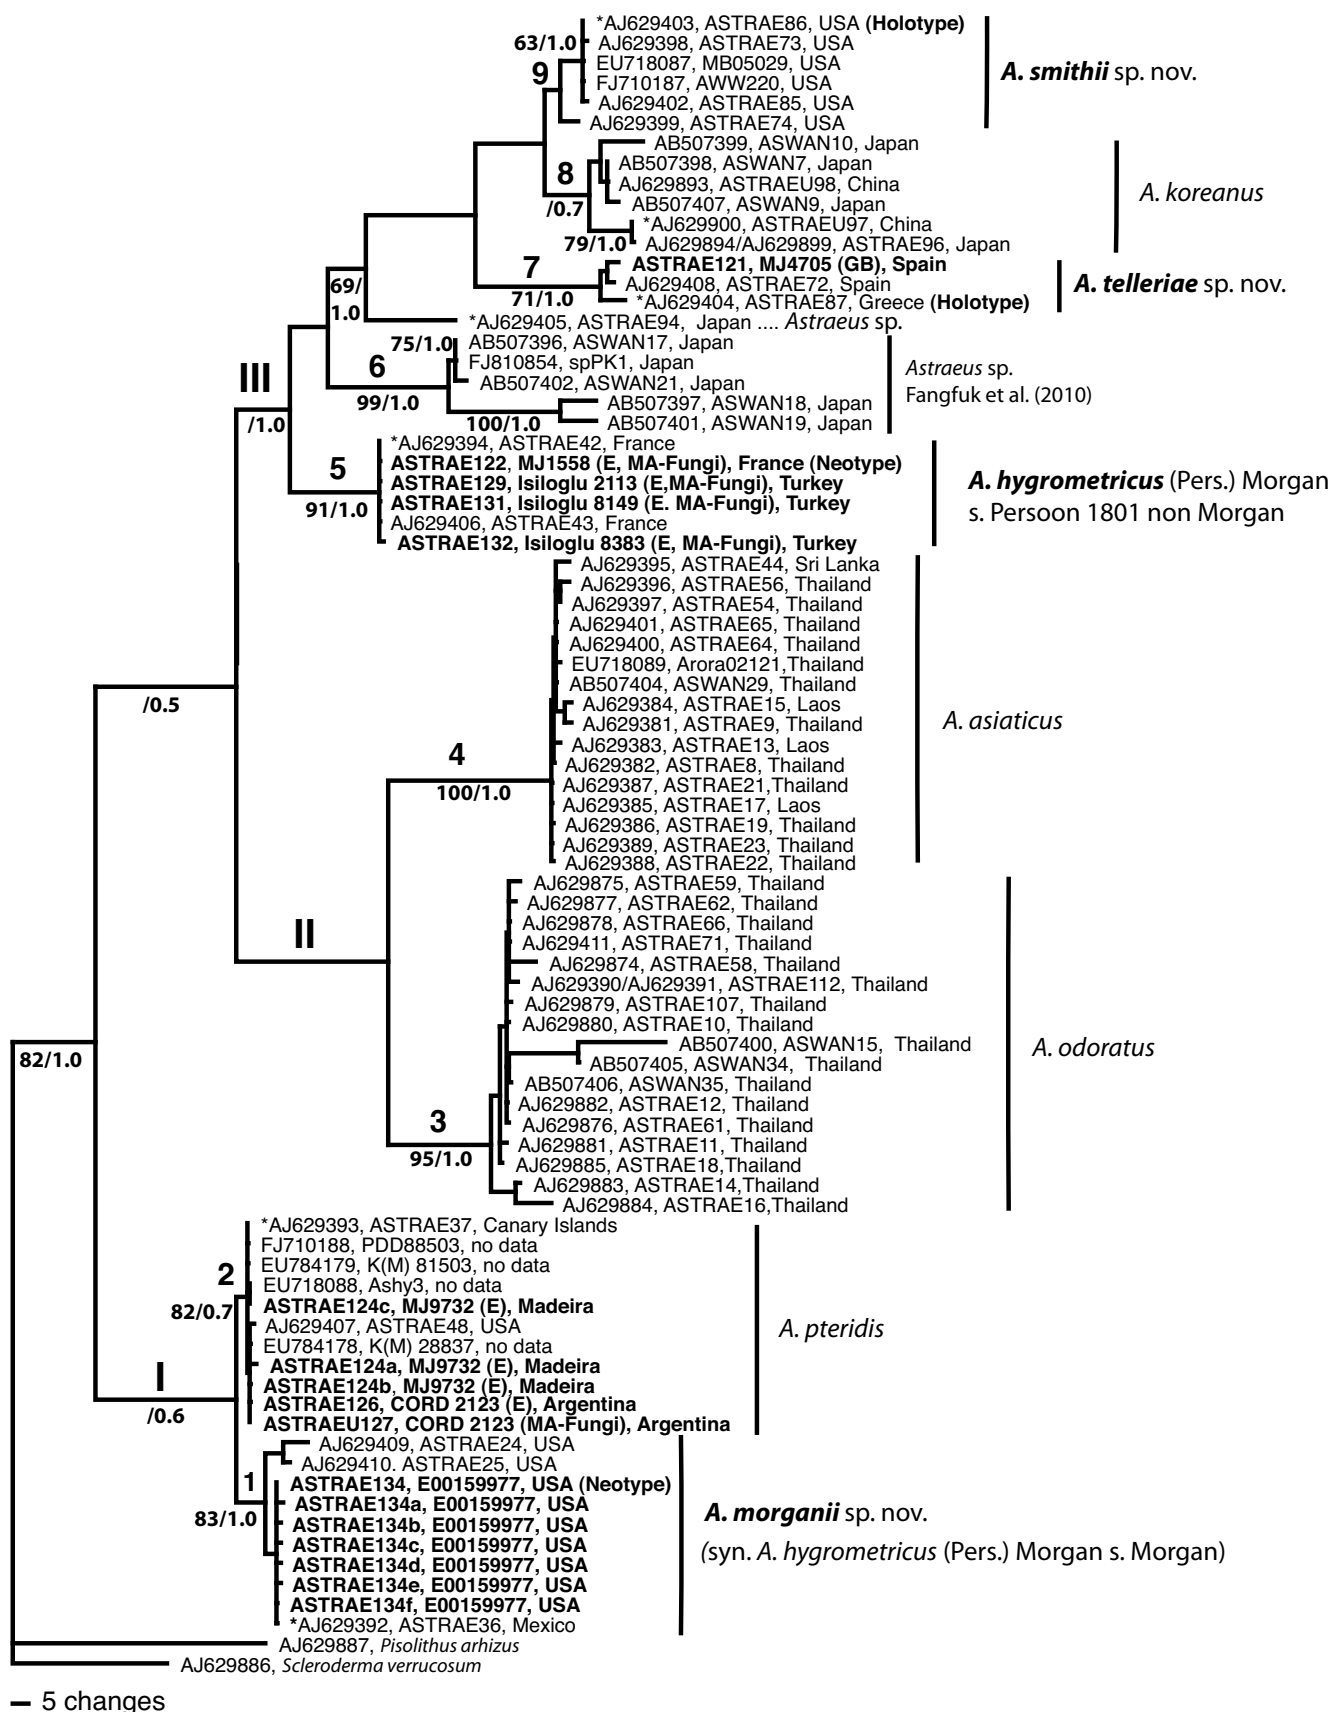 *AJ629403, ASTRAE86, USA (Holotype)
63/1.0
AJ629398, ASTRAE73, USA
9
EU718087, MB05029, USA
A. smithii sp. nov.
FJ710187, AWW220, USA
AJ629402, ASTRAE85, USA
AJ629399, ASTRAE74, USA
AB507399, ASWAN10, Japan
8
AB507398, ASWAN7, Japan
AJ629893, ASTRAEU98, China
A. koreanus
/0.7
AB507407, ASWAN9, Japan
*AJ629900, ASTRAEU97, China
79/1.0
AJ629894/AJ629899, ASTRAE96, Japan
7
ASTRAE121, MJ4705 (GB), Spain
AJ629408, ASTRAE72, Spain
A. telleriae sp. nov.
71/1.0
*AJ629404, ASTRAE87, Greece (Holotype)
69/
1.0
*AJ629405, ASTRAE94, Japan .... Astraeus sp.
75/1.0
AB507396, ASWAN17, Japan
6
FJ810854, spPK1, Japan
Astraeus sp.
AB507402, ASWAN21, Japan
Fangfuk et al. (2010)
99/1.0
AB507397, ASWAN18, Japan
100/1.0
AB507401, ASWAN19, Japan
III
/1.0
*AJ629394, ASTRAE42, France
5
ASTRAE122, MJ1558 (E, MA-Fungi), France (Neotype)
ASTRAE129, Isiloglu 2113 (E,MA-Fungi), Turkey
A. hygrometricus (Pers.) Morgan
91/1.0
ASTRAE131, Isiloglu 8149 (E. MA-Fungi), Turkey
s. Persoon 1801 non Morgan
AJ629406, ASTRAE43, France
ASTRAE132, Isiloglu 8383 (E, MA-Fungi), Turkey
AJ629395, ASTRAE44, Sri Lanka
AJ629396, ASTRAE56, Thailand
AJ629397, ASTRAE54, Thailand
AJ629401, ASTRAE65, Thailand
AJ629400, ASTRAE64, Thailand
EU718089, Arora02121,Thailand
AB507404, ASWAN29, Thailand
/0.5
AJ629384, ASTRAE15, Laos
AJ629381, ASTRAE9, Thailand
A. asiaticus
AJ629383, ASTRAE13, Laos
4
AJ629382, ASTRAE8, Thailand
AJ629387, ASTRAE21,Thailand
100/1.0
AJ629385, ASTRAE17, Laos
AJ629386, ASTRAE19, Thailand
AJ629389, ASTRAE23, Thailand
AJ629388, ASTRAE22, Thailand
AJ629875, ASTRAE59, Thailand
AJ629877, ASTRAE62, Thailand
AJ629878, ASTRAE66, Thailand
II
AJ629411, ASTRAE71, Thailand
AJ629874, ASTRAE58, Thailand
AJ629390/AJ629391, ASTRAE112, Thailand
AJ629879, ASTRAE107, Thailand
AJ629880, ASTRAE10, Thailand
AB507400, ASWAN15, Thailand
A. odoratus
82/1.0
AB507405, ASWAN34, Thailand
AB507406, ASWAN35, Thailand
AJ629882, ASTRAE12, Thailand
3
AJ629876, ASTRAE61, Thailand
AJ629881, ASTRAE11, Thailand
95/1.0
AJ629885, ASTRAE18,Thailand
AJ629883, ASTRAE14,Thailand
AJ629884, ASTRAE16,Thailand
*AJ629393, ASTRAE37, Canary Islands
FJ710188, PDD88503, no data
2
EU784179, K(M) 81503, no data
EU718088, Ashy3, no data
82/0.7
ASTRAE124c, MJ9732 (E), Madeira
AJ629407, ASTRAE48, USA
A. pteridis
EU784178, K(M) 28837, no data
ASTRAE124a, MJ9732 (E), Madeira
I
ASTRAE124b, MJ9732 (E), Madeira
ASTRAE126, CORD 2123 (E), Argentina
/0.6
ASTRAEU127, CORD 2123 (MA-Fungi), Argentina
AJ629409, ASTRAE24, USA
AJ629410. ASTRAE25, USA
1
ASTRAE134, E00159977, USA (Neotype)
ASTRAE134a, E00159977, USA
83/1.0
ASTRAE134b, E00159977, USA
A. morganii sp. nov.
ASTRAE134c, E00159977, USA
(syn. A. hygrometricus (Pers.) Morgan s. Morgan)
ASTRAE134d, E00159977, USA
ASTRAE134e, E00159977, USA
ASTRAE134f, E00159977, USA
*AJ629392, ASTRAE36, Mexico
AJ629887, Pisolithus arhizus
AJ629886, Scleroderma verrucosum
5 changes